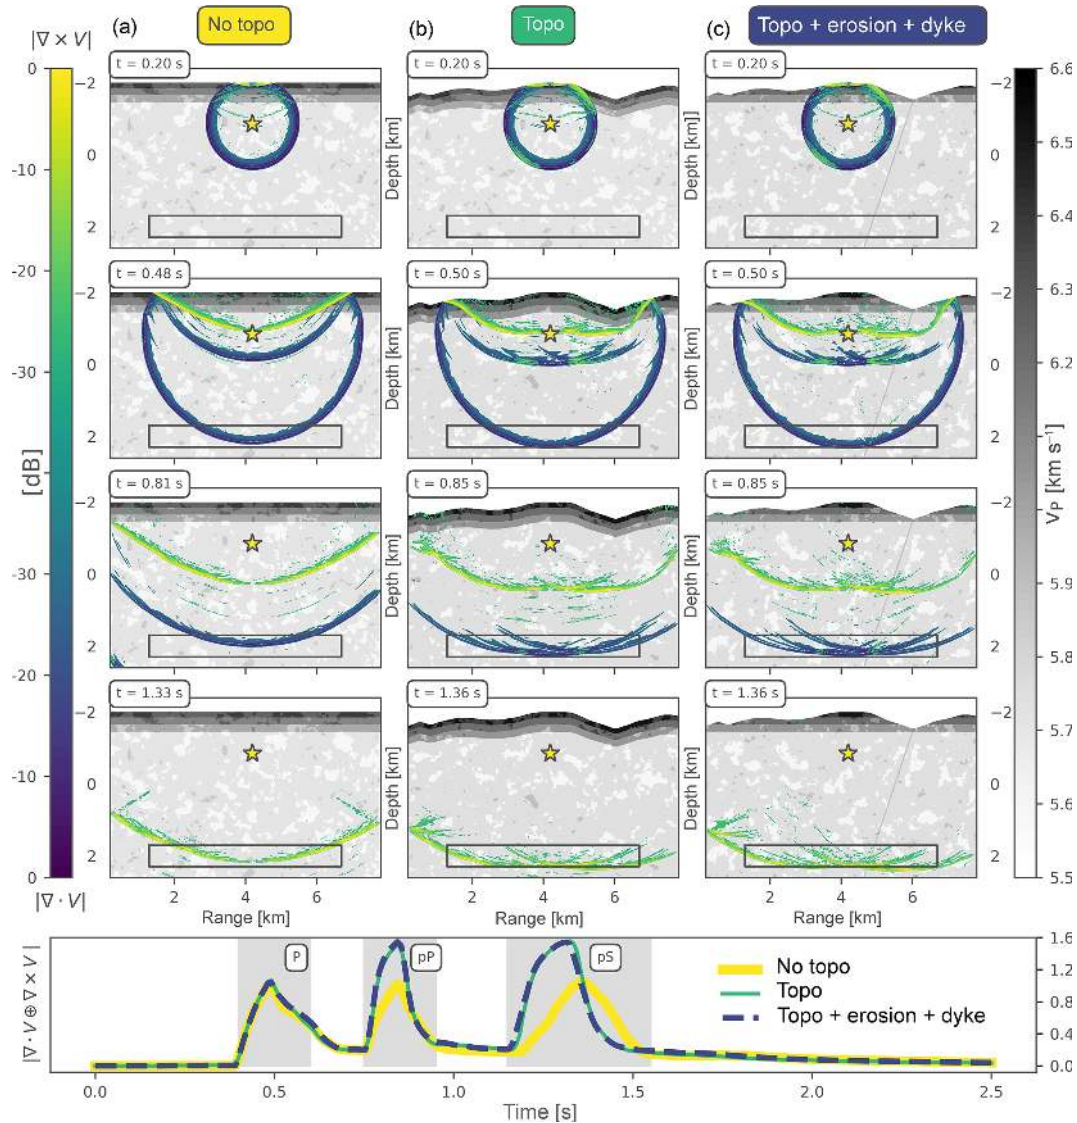 (a) No topo
(b) Topo
(c) Topo + erosion + dyke
|∇ × V|
0
-10
-20
-30
[dB]
-30
-20
-10
0
|∇ · V|
t = 0.20 s
t = 0.20 s
t = 0.20 s
−2
0
2
Depth [km]
Depth [km]]
−2
0
2
t = 0.48 s
t = 0.50 s
t = 0.50 s
−2
0
2
Depth [km]
Depth [km]
−2
0
2
t = 0.81 s
t = 0.85 s
t = 0.85 s
−2
0
2
Depth [km]
Depth [km]
−2
0
2
t = 1.33 s
t = 1.36 s
t = 1.36 s
−2
0
2
Depth [km]
Depth [km]
−2
0
2
2 4 6
2 4 6
2 4 6
Range [km]
Range [km]
Range [km]
6.6
6.5
6.4
6.3
6.2
6.1
6.0
5.9
5.8
5.7
5.6
5.5
VP [km s⁻¹]
|∇ · V ⊕ ∇ × V|
P
pP
pS
No topo
Topo
Topo + erosion + dyke
1.6
1.2
0.8
0.4
0.0
0.0 0.5 1.0 1.5 2.0 2.5
Time [s]